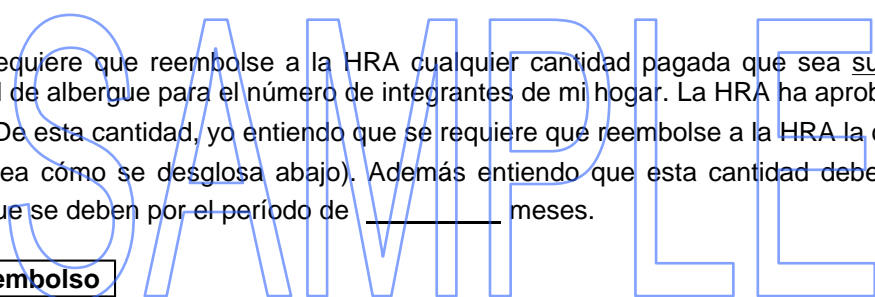 equiere que reembolse a la HRA cualquier cantidad pagada que sea su
de albergue para el número de integrantes de mi hogar. La HRA ha aprob
De esta cantidad, yo entiendo que se requiere que reembolse a la HRA la
ea cómo se desglosa abajo). Además entiendo que esta cantidad debe
ue se deben por el período de _________ meses.
embolso
SAMPLE